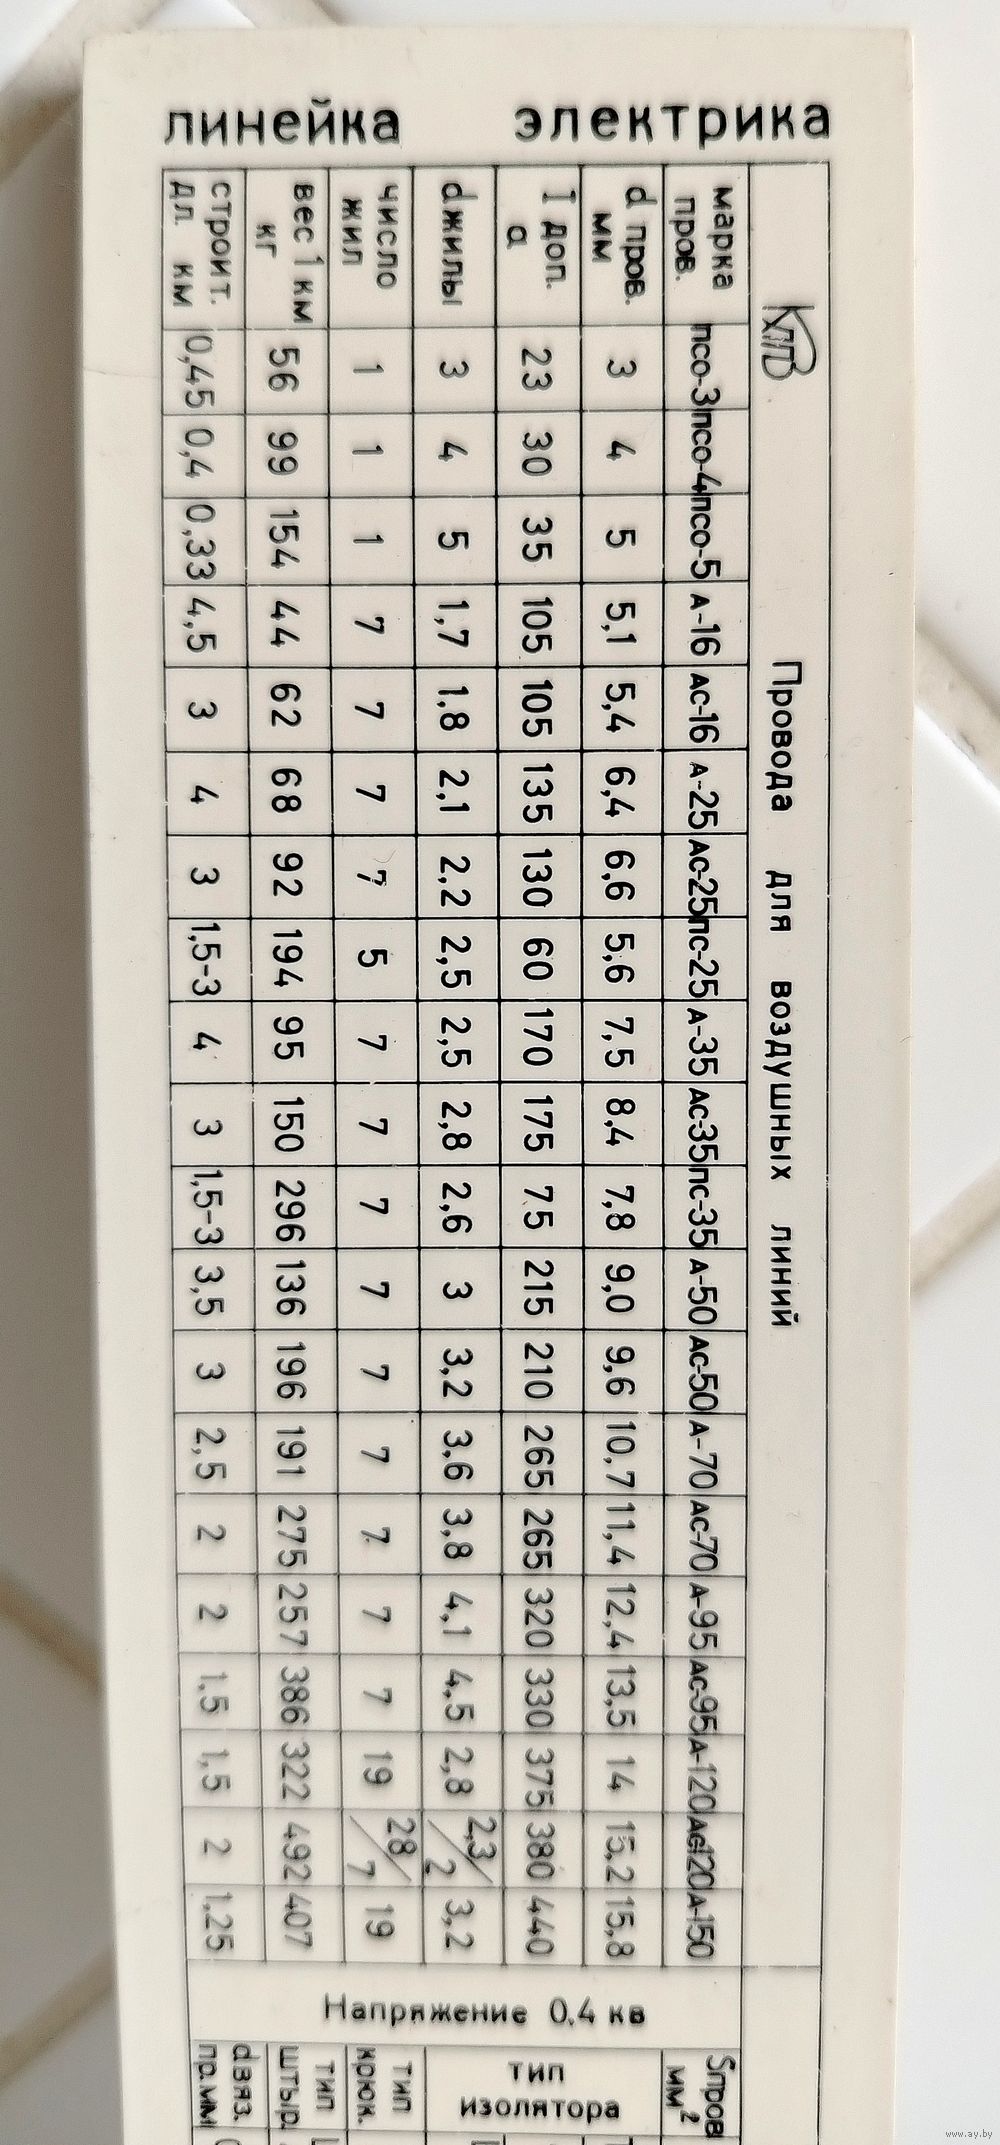 линейка электрика
КПВ
Провода для воздушных линий
марка пров. псо-3 псо-4 псо-5 А-16 АС-16 А-25 АС-25 пс-25 А-35 АС-35 пс-35 А-50 АС-50 А-70 АС-70 А-95 АС-95 А-120 АС-120 А-150
d пров. мм 3 4 5 5,1 5,4 6,4 6,6 5,6 7,5 8,4 7,8 9,0 9,6 10,7 11,4 12,4 13,5 14 15,2 15,8
I доп. а 23 30 35 105 105 135 130 60 170 175 75 215 210 265 265 320 330 375 380 440
d жилы 3 4 5 1,7 1,8 2,1 2,2 2,5 2,5 2,8 2,6 3 3,2 3,6 3,8 4,1 4,5 2,8 2,3/2 3,2
число жил 1 1 1 7 7 7 7 5 7 7 7 7 7 7 7 7 7 19 28/7 19
вес 1 км кг 56 99 154 44 62 68 92 194 95 150 296 136 196 191 275 257 386 322 492 407
строит. дл. км 0,45 0,4 0,33 4,5 3 4 3 1,5-3 4 3 1,5-3 3,5 3 2,5 2 2 1,5 1,5 2 1,25
Напряжение 0,4 кв
Sпров мм²
тип изолятора
тип крюк.
тип штыр.
dвяз. пр.мм
www.ay.by